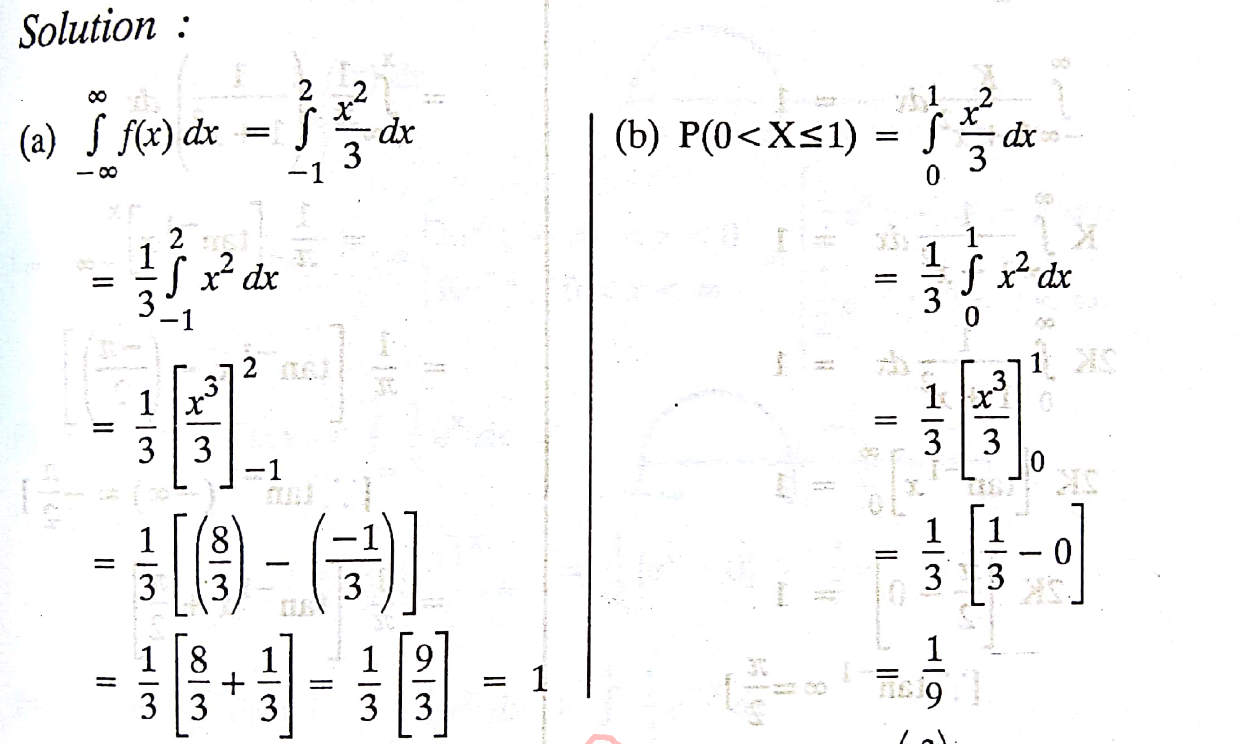 Solution :
(a) ∞∫−∞ f(x) dx = 2∫−1 x²/3 dx
= 1/3 2∫−1 x² dx
= 1/3 [x³/3]2−1
= 1/3 [(8/3) − (−1/3)]
= 1/3 [8/3 + 1/3] = 1/3 [9/3] = 1
(b) P(0<X≤1) = 1∫0 x²/3 dx
= 1/3 1∫0 x² dx
= 1/3 [x³/3]10
= 1/3 [1/3 − 0]
= 1/9